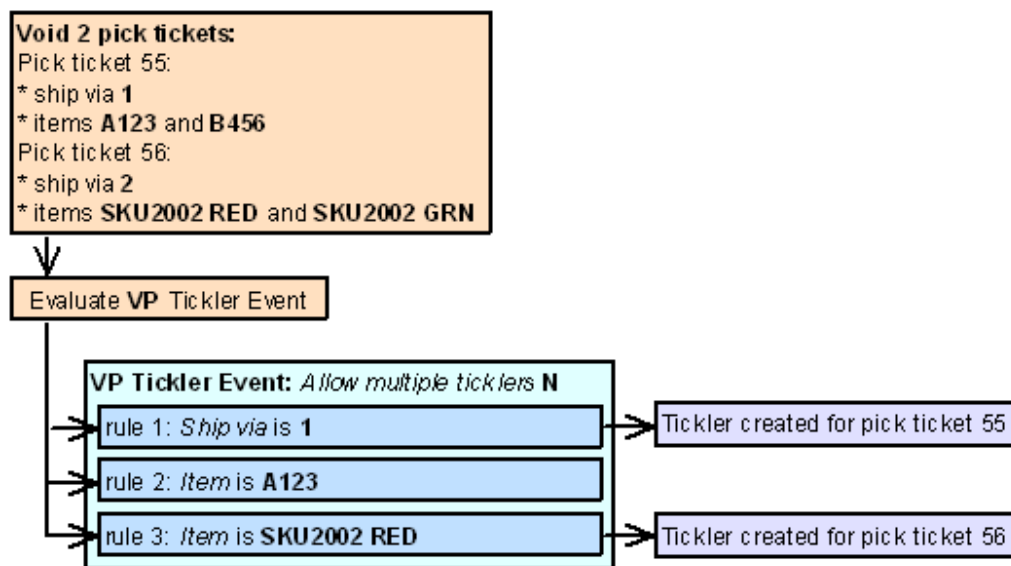 Void 2 pick tickets:
Pick ticket 55:
* ship via 1
* items A123 and B456
Pick ticket 56:
* ship via 2
* items SKU2002 RED and SKU2002 GRN
Evaluate VP Tickler Event
VP Tickler Event: Allow multiple ticklers N
rule 1: Ship via is 1
Tickler created for pick ticket 55
rule 2: Item is A123
rule 3: Item is SKU2002 RED
Tickler created for pick ticket 56